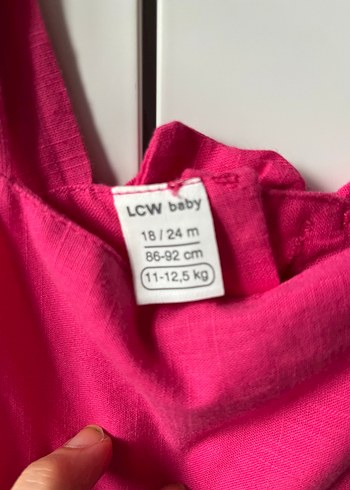 LCW baby
18 / 24 m
86-92 cm
11-12,5 kg